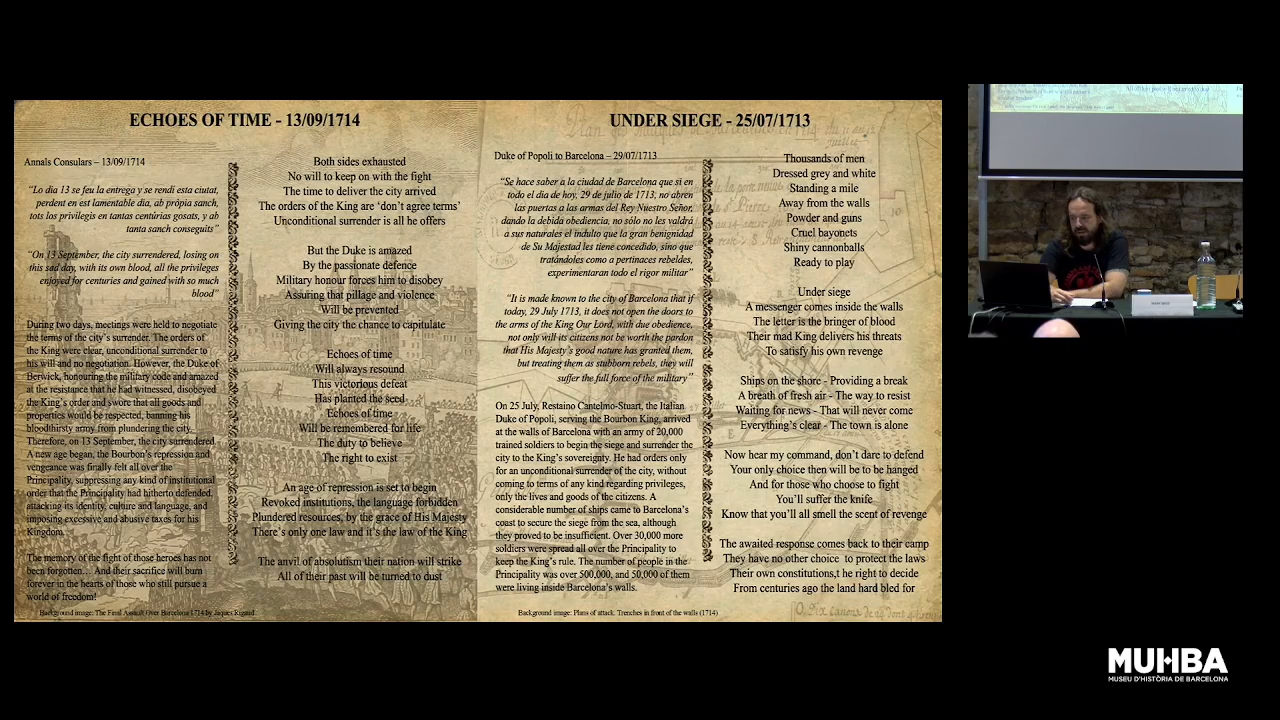 ECHOES OF TIME - 13/09/1714
Annals Consulars – 13/09/1714
“Lo dia 13 se feu la entrega y se rendi esta ciutat,
perdent en est lamentable dia, ab pròpia sanch,
tots los privilegis en tantas centúrias gosats, y ab
tanta sanch conseguits”
“On 13 September, the city surrendered, losing on
this sad day, with its own blood, all the privileges
enjoyed for centuries and gained with so much
blood”
During two days, meetings were held to negotiate
the terms of the city’s surrender. The orders of
the King were clear, unconditional surrender to
his will and no negotiation. However, the Duke of
Berwick, honouring the military code and amazed
at the resistance that he had witnessed, disobeyed
the King’s order and swore that all goods and
properties would be respected, banning his
bloodthirsty army from plundering the city.
Therefore, on 13 September, the city surrendered.
A new age began, the Bourbon’s repression and
vengeance was finally felt all over the
Principality, suppressing any kind of institutional
order that the Principality had hitherto defended,
attacking its identity, culture and language, and
imposing excessive and abusive taxes for his
Kingdom.
The memory of the fight of those heroes has not
been forgotten… And their sacrifice will burn
forever in the hearts of those who still pursue a
world of freedom!
Background image: The Final Assault Over Barcelona 1714 by Jaques Rigaud
Both sides exhausted
No will to keep on with the fight
The time to deliver the city arrived
The orders of the King are ‘don’t agree terms’
Unconditional surrender is all he offers
But the Duke is amazed
By the passionate defence
Military honour forces him to disobey
Assuring that pillage and violence
Will be prevented
Giving the city the chance to capitulate
Echoes of time
Will always resound
This victorious defeat
Has planted the seed
Echoes of time
Will be remembered for life
The duty to believe
The right to exist
An age of repression is set to begin
Revoked institutions, the language forbidden
Plundered resources, by the grace of His Majesty
There’s only one law and it’s the law of the King
The anvil of absolutism their nation will strike
All of their past will be turned to dust
UNDER SIEGE - 25/07/1713
Duke of Popoli to Barcelona – 29/07/1713
“Se hace saber a la ciudad de Barcelona que si en
todo el dia de hoy, 29 de julio de 1713, no abren
las puertas a las armas del Rey Nuestro Señor,
dando la debida obediencia, no sólo no les valdrá
a sus naturales el indulto que la gran benignidad
de Su Majestad les tiene concedido, sino que
tratándoles como a pertinaces rebeldes,
experimentaran todo el rigor militar”
“It is made known to the city of Barcelona that if
today, 29 July 1713, it does not open the doors to
the arms of the King Our Lord, with due obedience,
not only will its citizens not be worth the pardon
that His Majesty’s good nature has granted them,
but treating them as stubborn rebels, they will
suffer the full force of the military”
On 25 July, Restaino Cantelmo-Stuart, the Italian
Duke of Popoli, serving the Bourbon King, arrived
at the walls of Barcelona with an army of 20,000
trained soldiers to begin the siege and surrender the
city to the King’s sovereignty. He had orders only
for an unconditional surrender of the city, without
coming to terms of any kind regarding privileges,
only the lives and goods of the citizens. A
considerable number of ships came to Barcelona’s
coast to secure the siege from the sea, although
they proved to be insufficient. Over 30,000 more
soldiers were spread all over the Principality to
keep the King’s rule. The number of people in the
Principality was over 500,000, and 50,000 of them
were living inside Barcelona’s walls.
Background image: Plans of attack. Trenches in front of the walls (1714)
Thousands of men
Dressed grey and white
Standing a mile
Away from the walls
Powder and guns
Cruel bayonets
Shiny cannonballs
Ready to play
Under siege
A messenger comes inside the walls
The letter is the bringer of blood
Their mad King delivers his threats
To satisfy his own revenge
Ships on the shore - Providing a break
A breath of fresh air - The way to resist
Waiting for news - That will never come
Everything’s clear - The town is alone
Now hear my command, don’t dare to defend
Your only choice then will be to be hanged
And for those who choose to fight
You’ll suffer the knife
Know that you’ll all smell the scent of revenge
The awaited response comes back to their camp
They have no other choice  to protect the laws
Their own constitutions,t he right to decide
From centuries ago the land hard bled for
MUHBA
MUSEU D’HISTÒRIA DE BARCELONA